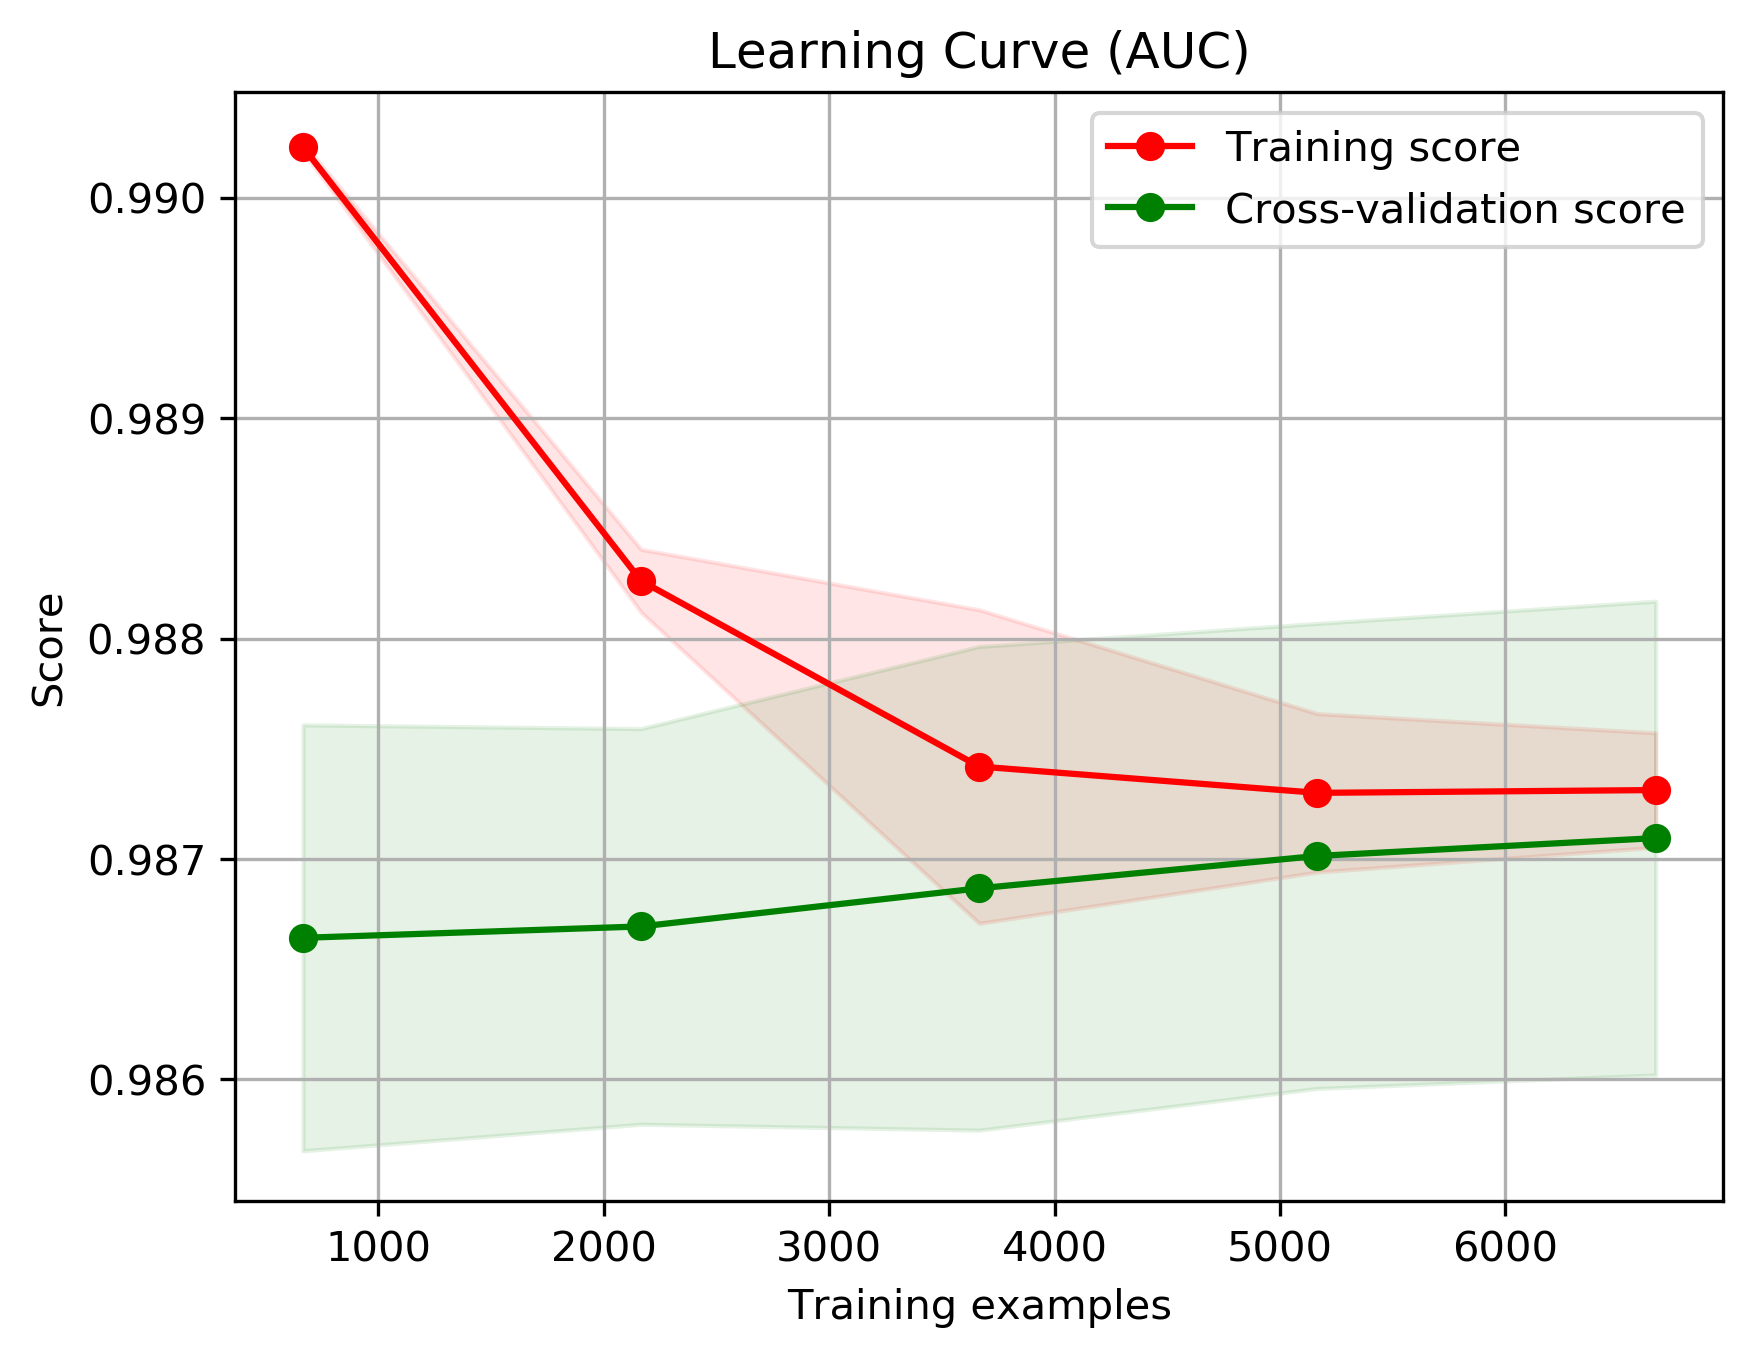 Learning Curve (AUC)
Training score
Cross-validation score
0.990
0.989
0.988
0.987
0.986
Score
1000 2000 3000 4000 5000 6000
Training examples